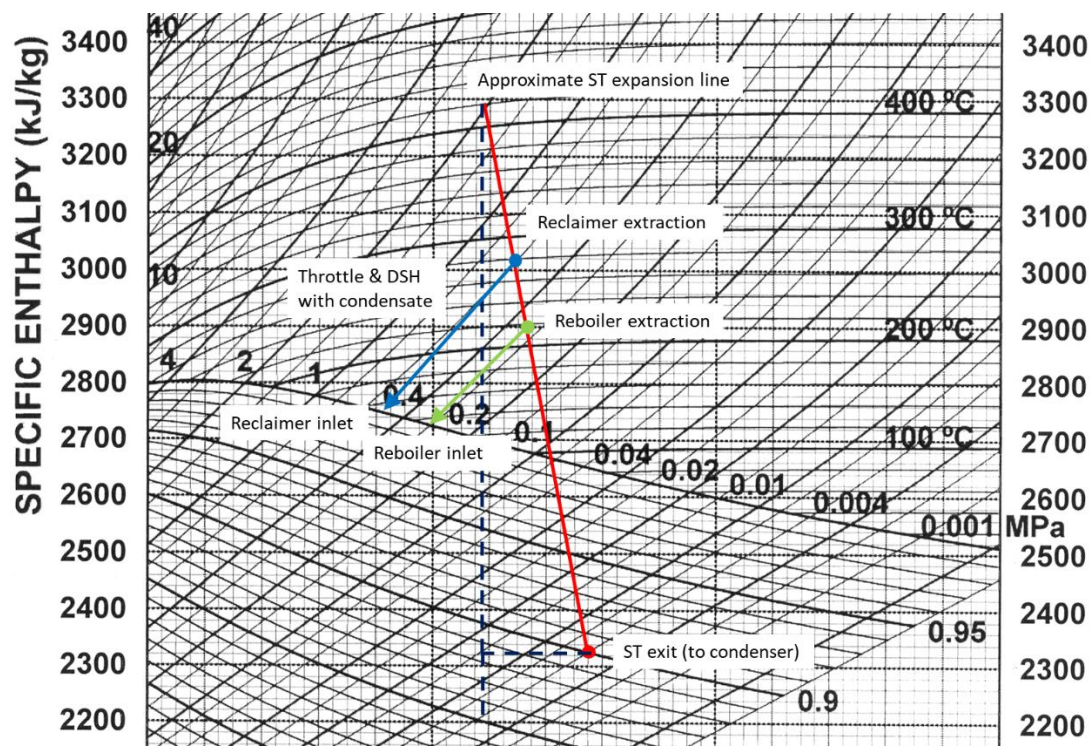 SPECIFIC ENTHALPY (kJ/kg)
3400
3300
3200
3100
3000
2900
2800
2700
2600
2500
2400
2300
2200
40
20
10
4
2
1
0.4
0.2
0.1
0.04
0.02
0.01
0.004
0.001 MPa
Approximate ST expansion line
400 °C
Reclaimer extraction
300 °C
Throttle & DSH
with condensate
Reboiler extraction
200 °C
Reclaimer inlet
Reboiler inlet
100 °C
0.95
ST exit (to condenser)
0.9
3400
3300
3200
3100
3000
2900
2800
2700
2600
2500
2400
2300
2200